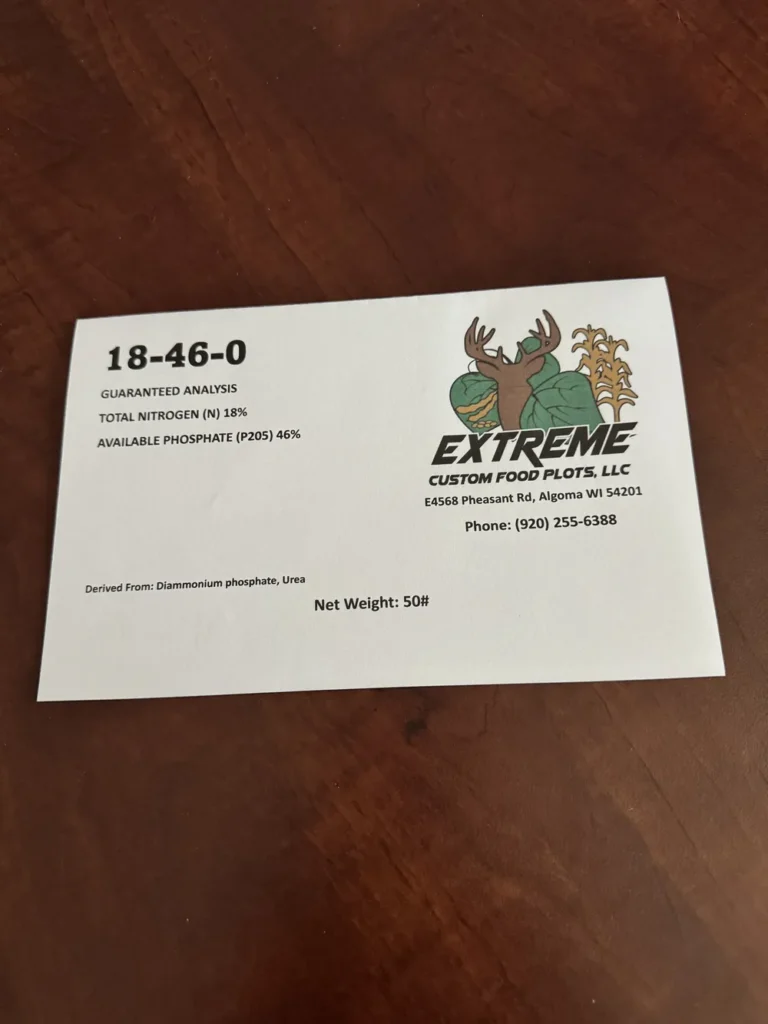 18-46-0
GUARANTEED ANALYSIS
TOTAL NITROGEN (N) 18%
AVAILABLE PHOSPHATE (P205) 46%
Derived From: Diammonium phosphate, Urea
Net Weight: 50#
EXTREME
CUSTOM FOOD PLOTS, LLC
E4568 Pheasant Rd, Algoma WI 54201
Phone: (920) 255-6388